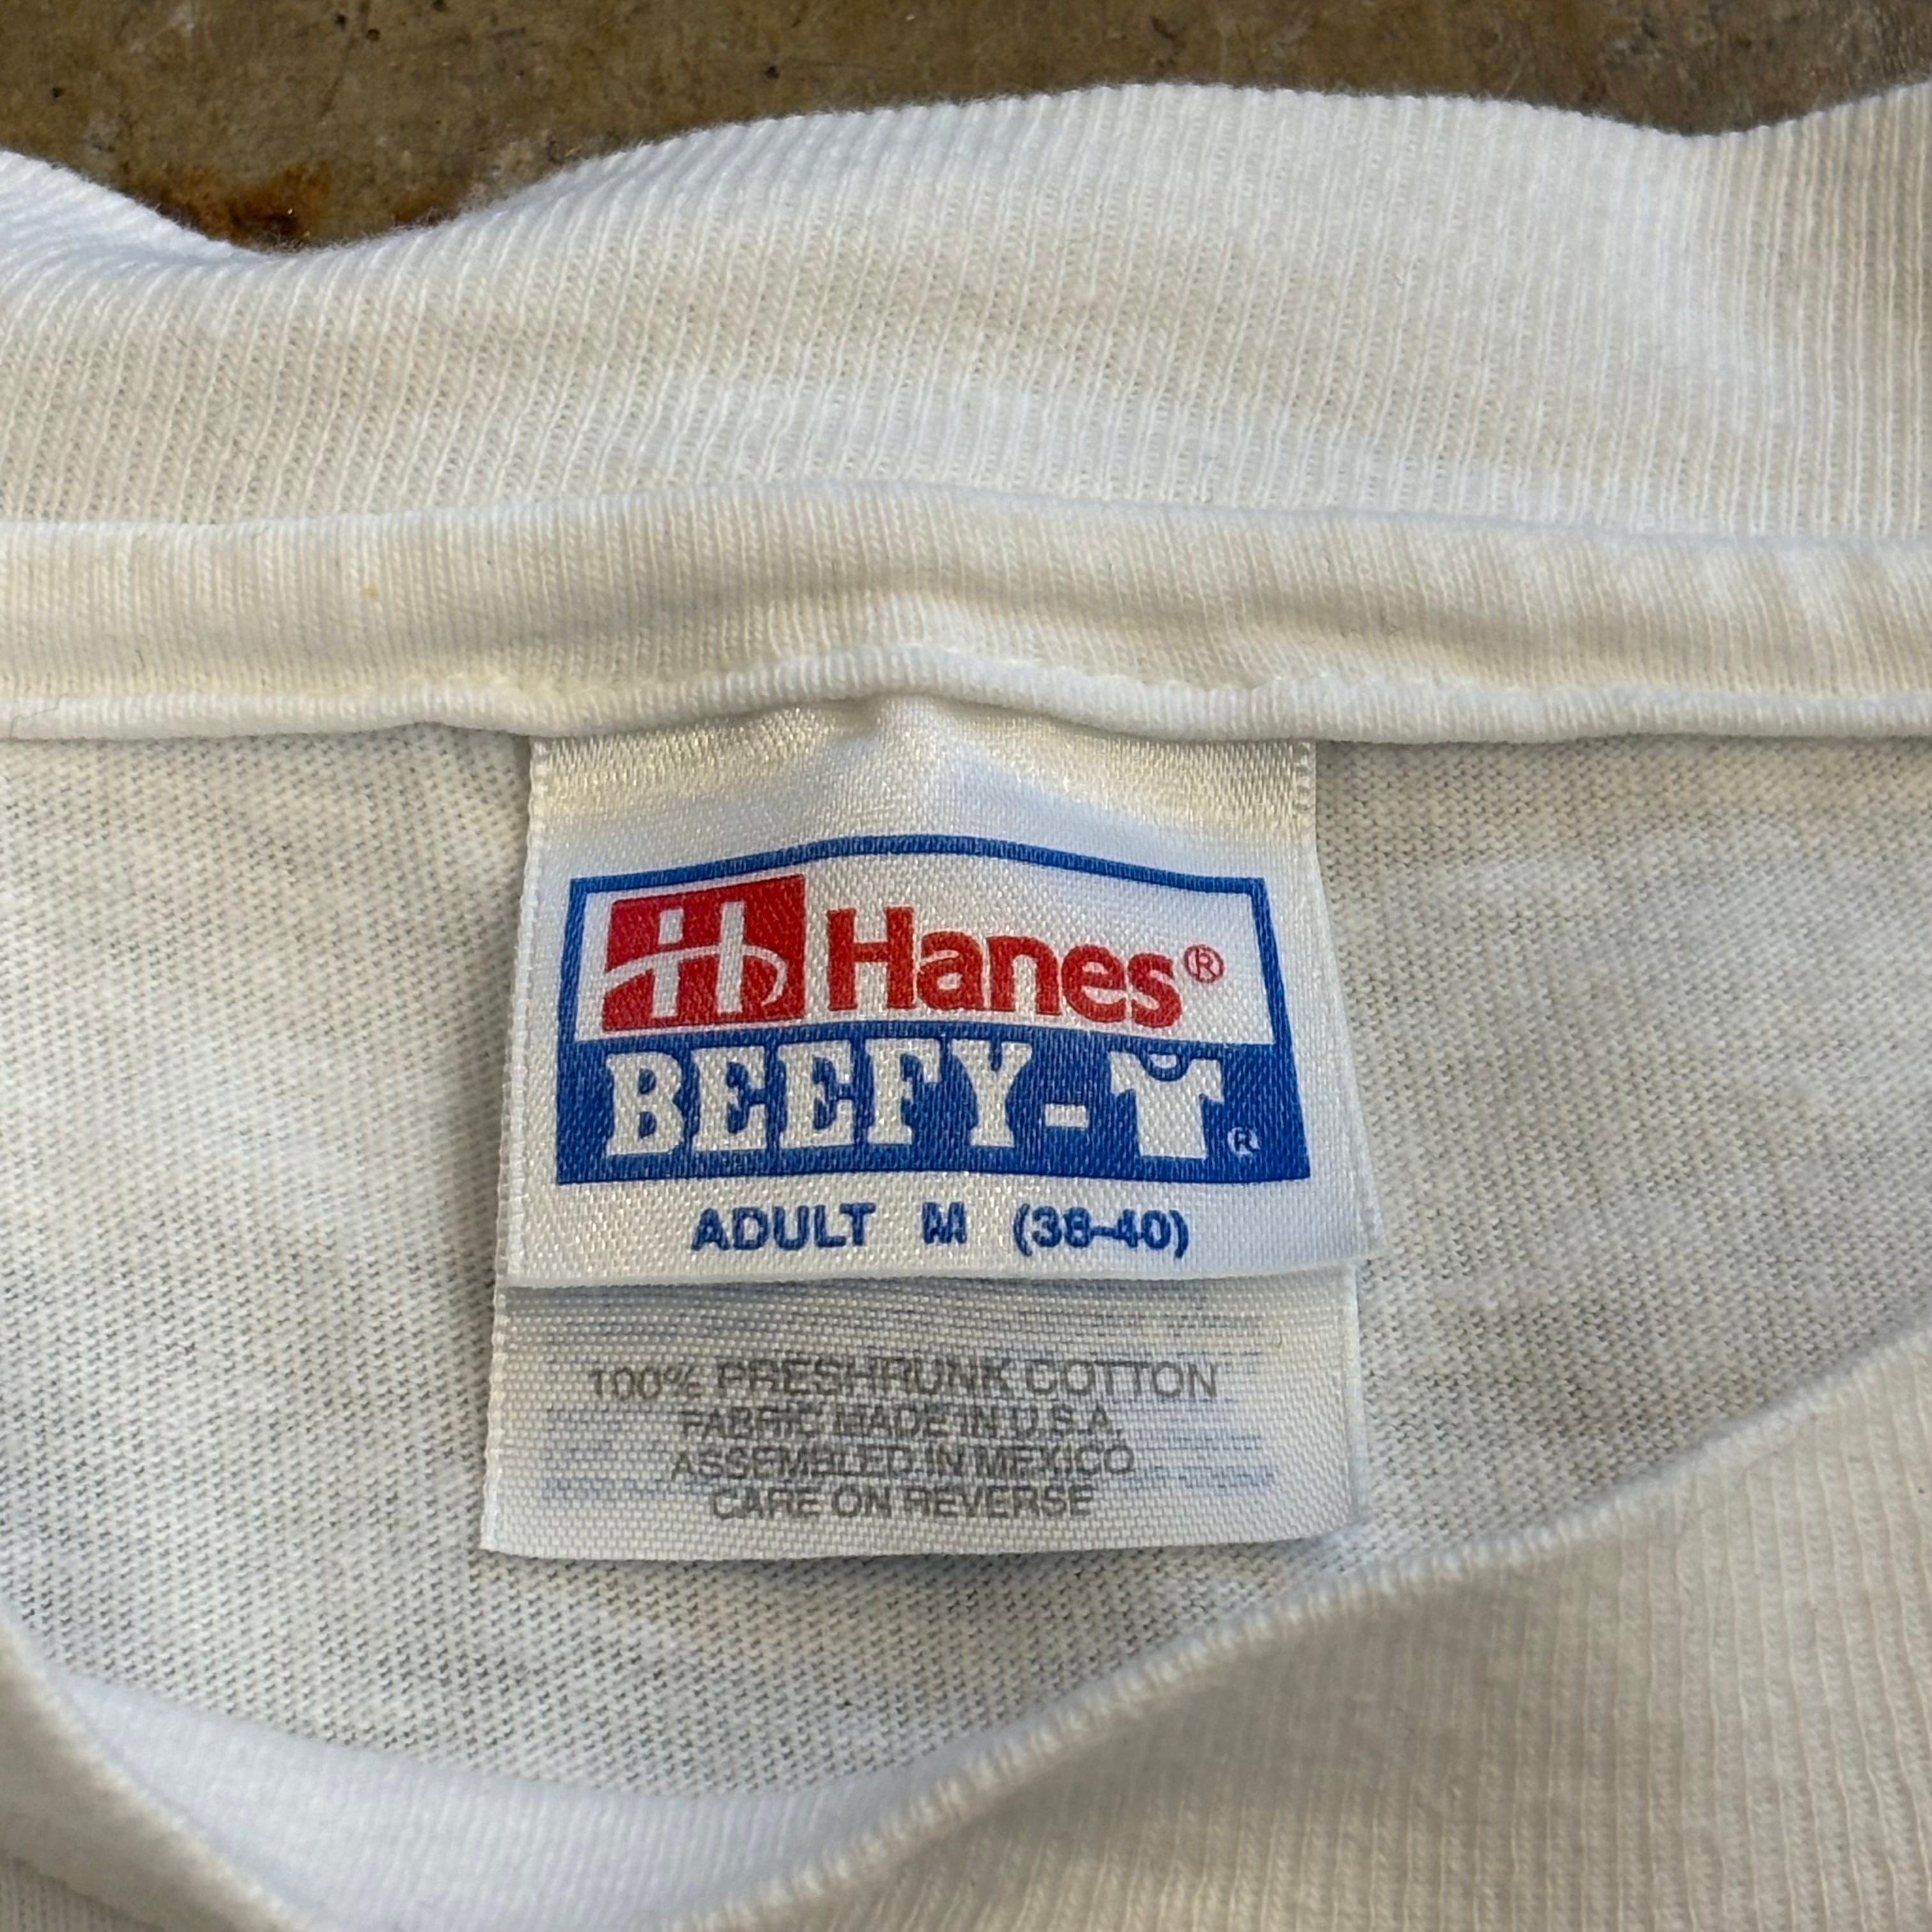 H Hanes®
BEEFY-T®
ADULT M (38-40)
100% PRESHRUNK COTTON
FABRIC MADE IN U.S.A.
ASSEMBLED IN MEXICO
CARE ON REVERSE